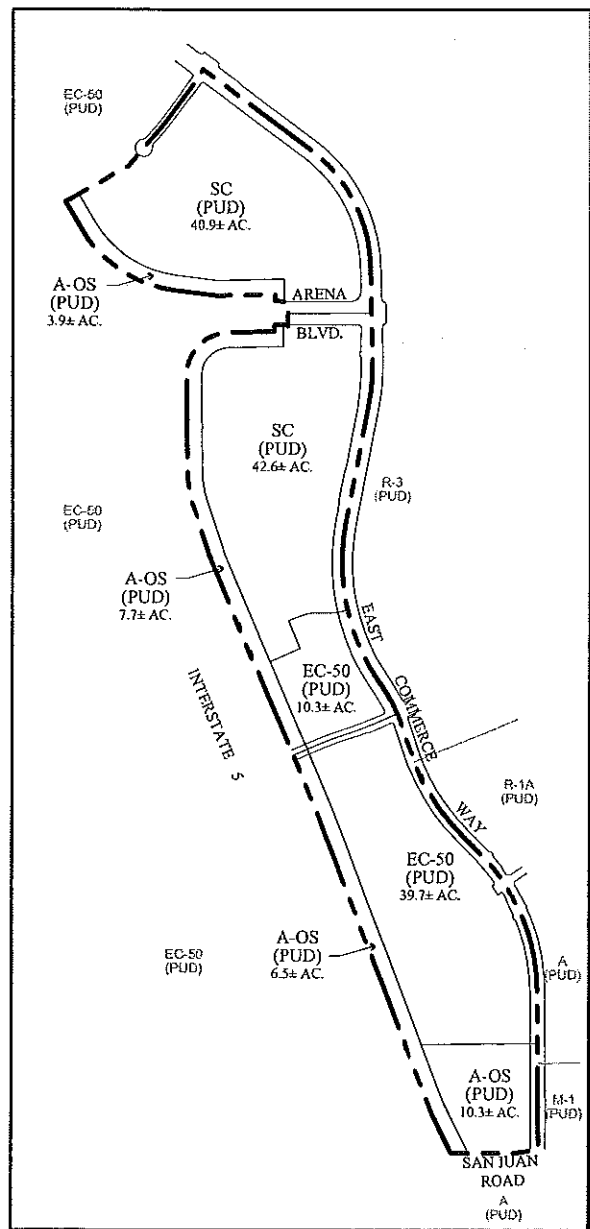 EC-50
(PUD)
SC
(PUD)
40.9± AC.
A-OS
(PUD)
3.9± AC.
ARENA
BLVD.
SC
(PUD)
42.6± AC.
R-3
(PUD)
EC-50
(PUD)
A-OS
(PUD)
7.7± AC.
EAST
COMMERCE
WAY
EC-50
(PUD)
10.3± AC.
INTERSTATE 5
R-1A
(PUD)
EC-50
(PUD)
39.7± AC.
A-OS
(PUD)
6.5± AC.
EC-50
(PUD)
A
(PUD)
A-OS
(PUD)
10.3± AC.
M-1
(PUD)
SAN JUAN
ROAD
A
(PUD)